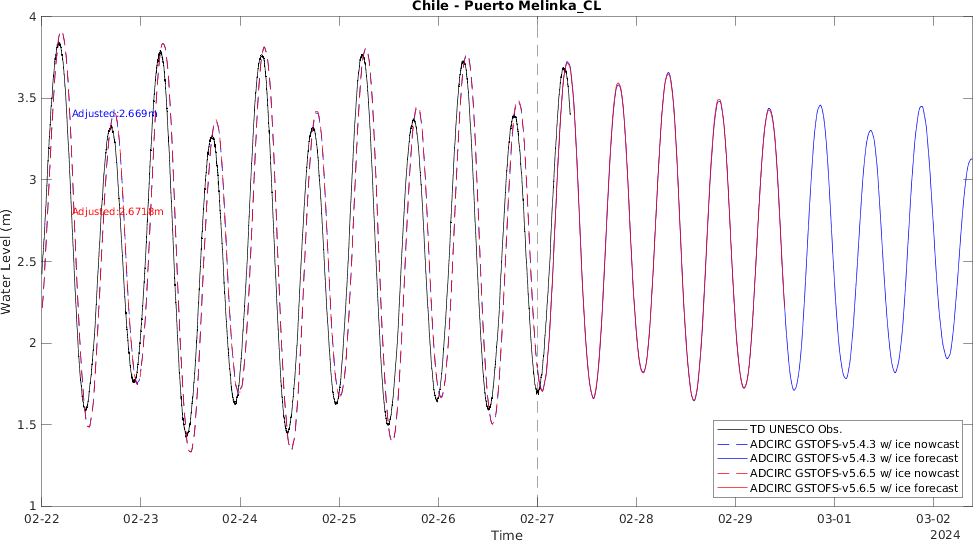 Chile - Puerto Melinka_CL
4
3.5
3
2.5
2
1.5
1
Water Level (m)
Adjusted:2.669m
Adjusted:2.6718m
TD UNESCO Obs.
ADCIRC GSTOFS-v5.4.3 w/ ice nowcast
ADCIRC GSTOFS-v5.4.3 w/ ice forecast
ADCIRC GSTOFS-v5.6.5 w/ ice nowcast
ADCIRC GSTOFS-v5.6.5 w/ ice forecast
02-22 02-23 02-24 02-25 02-26 02-27 02-28 02-29 03-01 03-02
Time
2024